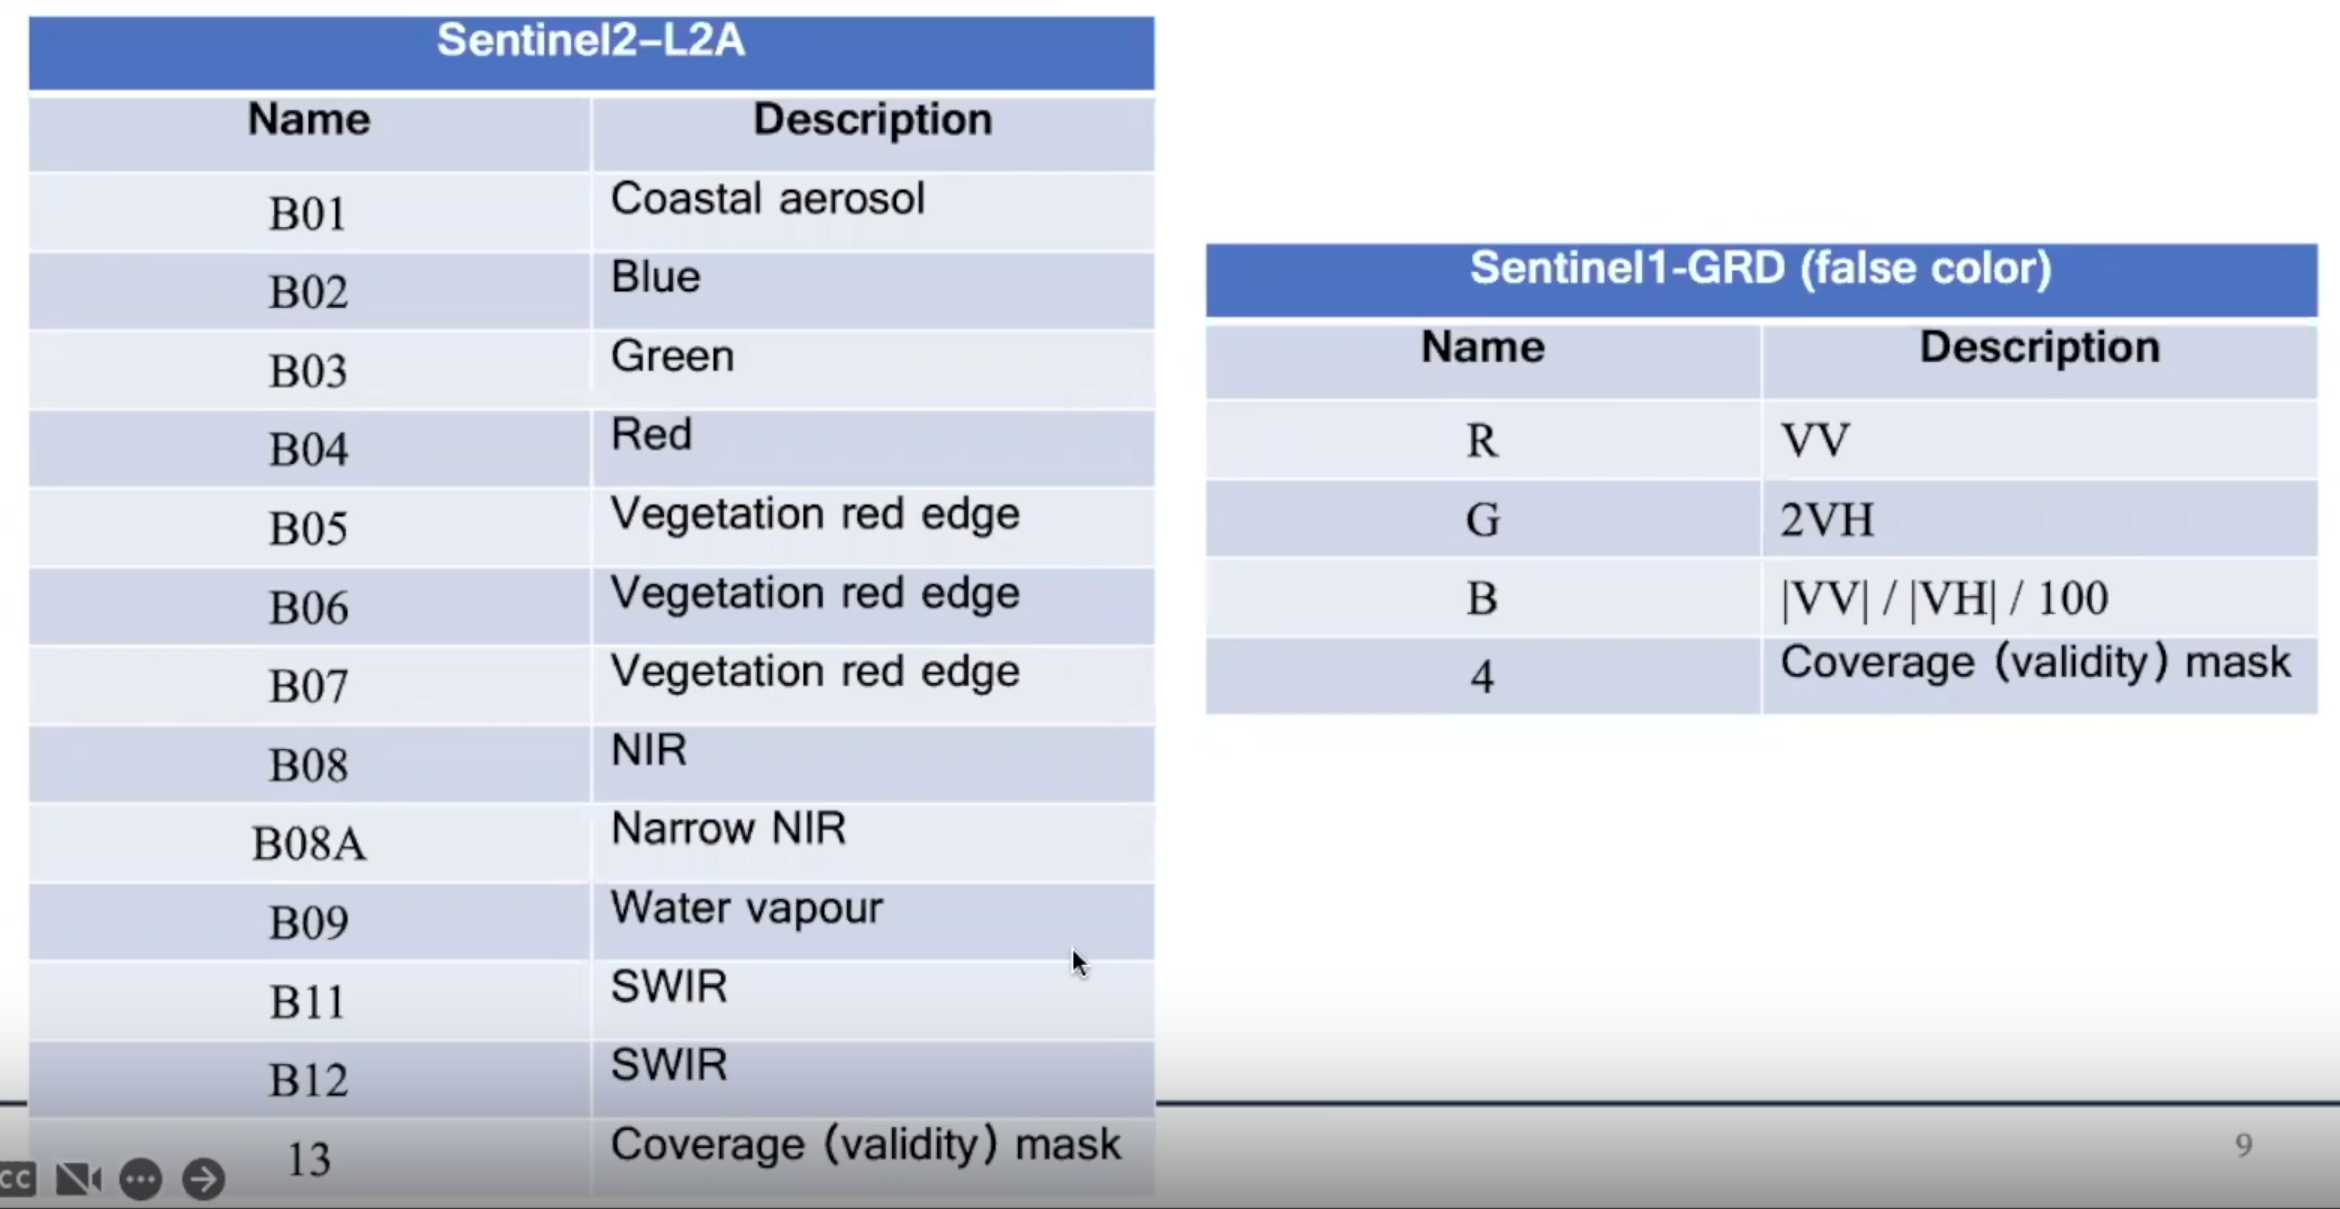 Sentinel2–L2A
Name Description
B01 Coastal aerosol
B02 Blue
B03 Green
B04 Red
B05 Vegetation red edge
B06 Vegetation red edge
B07 Vegetation red edge
B08 NIR
B08A Narrow NIR
B09 Water vapour
B11 SWIR
B12 SWIR
13 Coverage (validity) mask
Sentinel1-GRD (false color)
Name Description
R VV
G 2VH
B |VV| / |VH| / 100
4 Coverage (validity) mask
CC
9